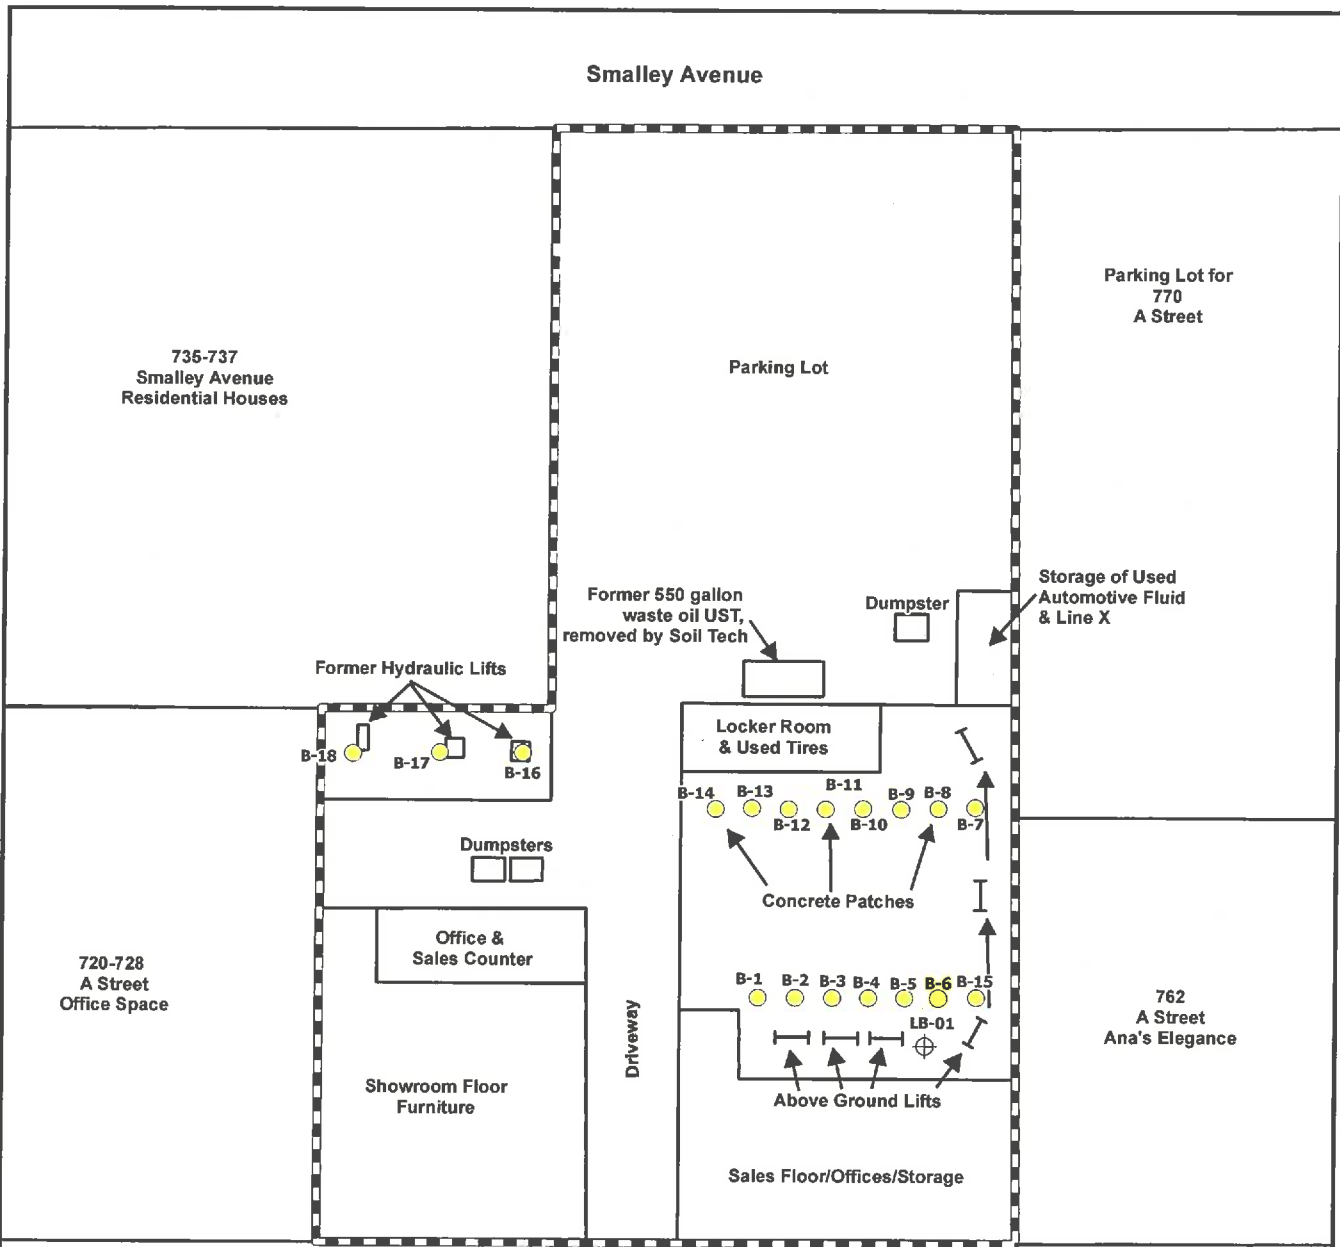 Smalley Avenue
735-737
Smalley Avenue
Residential Houses
Parking Lot
Parking Lot for
770
A Street
Former 550 gallon
waste oil UST,
removed by Soil Tech
Dumpster
Storage of Used
Automotive Fluid
& Line X
Former Hydraulic Lifts
B-18
B-17
B-16
Locker Room
& Used Tires
B-14
B-13
B-12
B-11
B-10
B-9
B-8
B-7
Dumpsters
Concrete Patches
Office &
Sales Counter
720-728
A Street
Office Space
B-1
B-2
B-3
B-4
B-5
B-6
B-15
LB-01
Driveway
762
A Street
Ana's Elegance
Showroom Floor
Furniture
Above Ground Lifts
Sales Floor/Offices/Storage